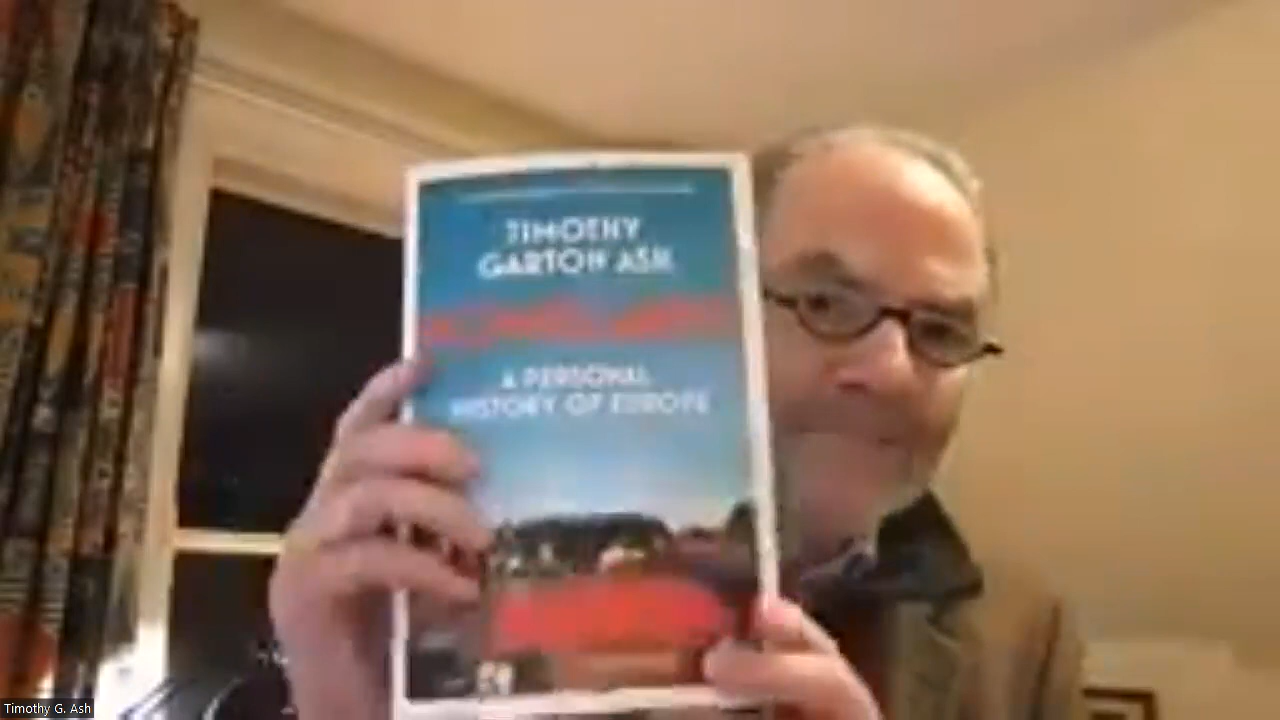 TIMOTHY
GARTON ASH
A PERSONAL
HISTORY OF EUROPE
Timothy G. Ash